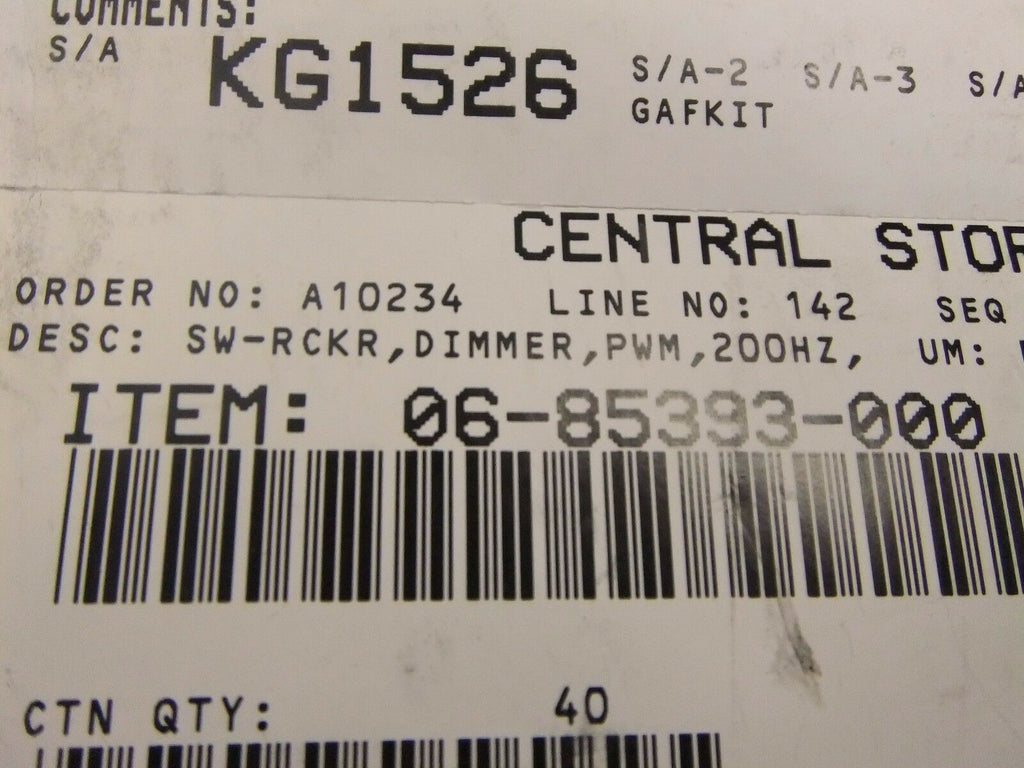 COMMENTS:
S/A KG1526 S/A-2 S/A-3 S/A
GAFKIT
CENTRAL STOR
ORDER NO: A10234 LINE NO: 142 SEQ
DESC: SW-RCKR,DIMMER,PWM,200HZ, UM:
ITEM: 06-85393-000
CTN QTY: 40